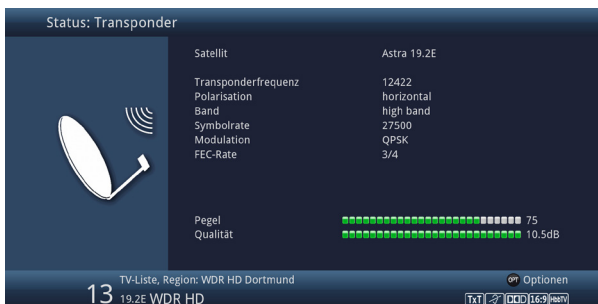 Status: Transponder
Satellit Astra 19.2E
Transponderfrequenz 12422
Polarisation horizontal
Band high band
Symbolrate 27500
Modulation QPSK
FEC-Rate 3/4
Pegel 75
Qualität 10.5dB
TV-Liste, Region: WDR HD Dortmund OPT Optionen
13 19.2E WDR HD TxT 16:9 HbbTV